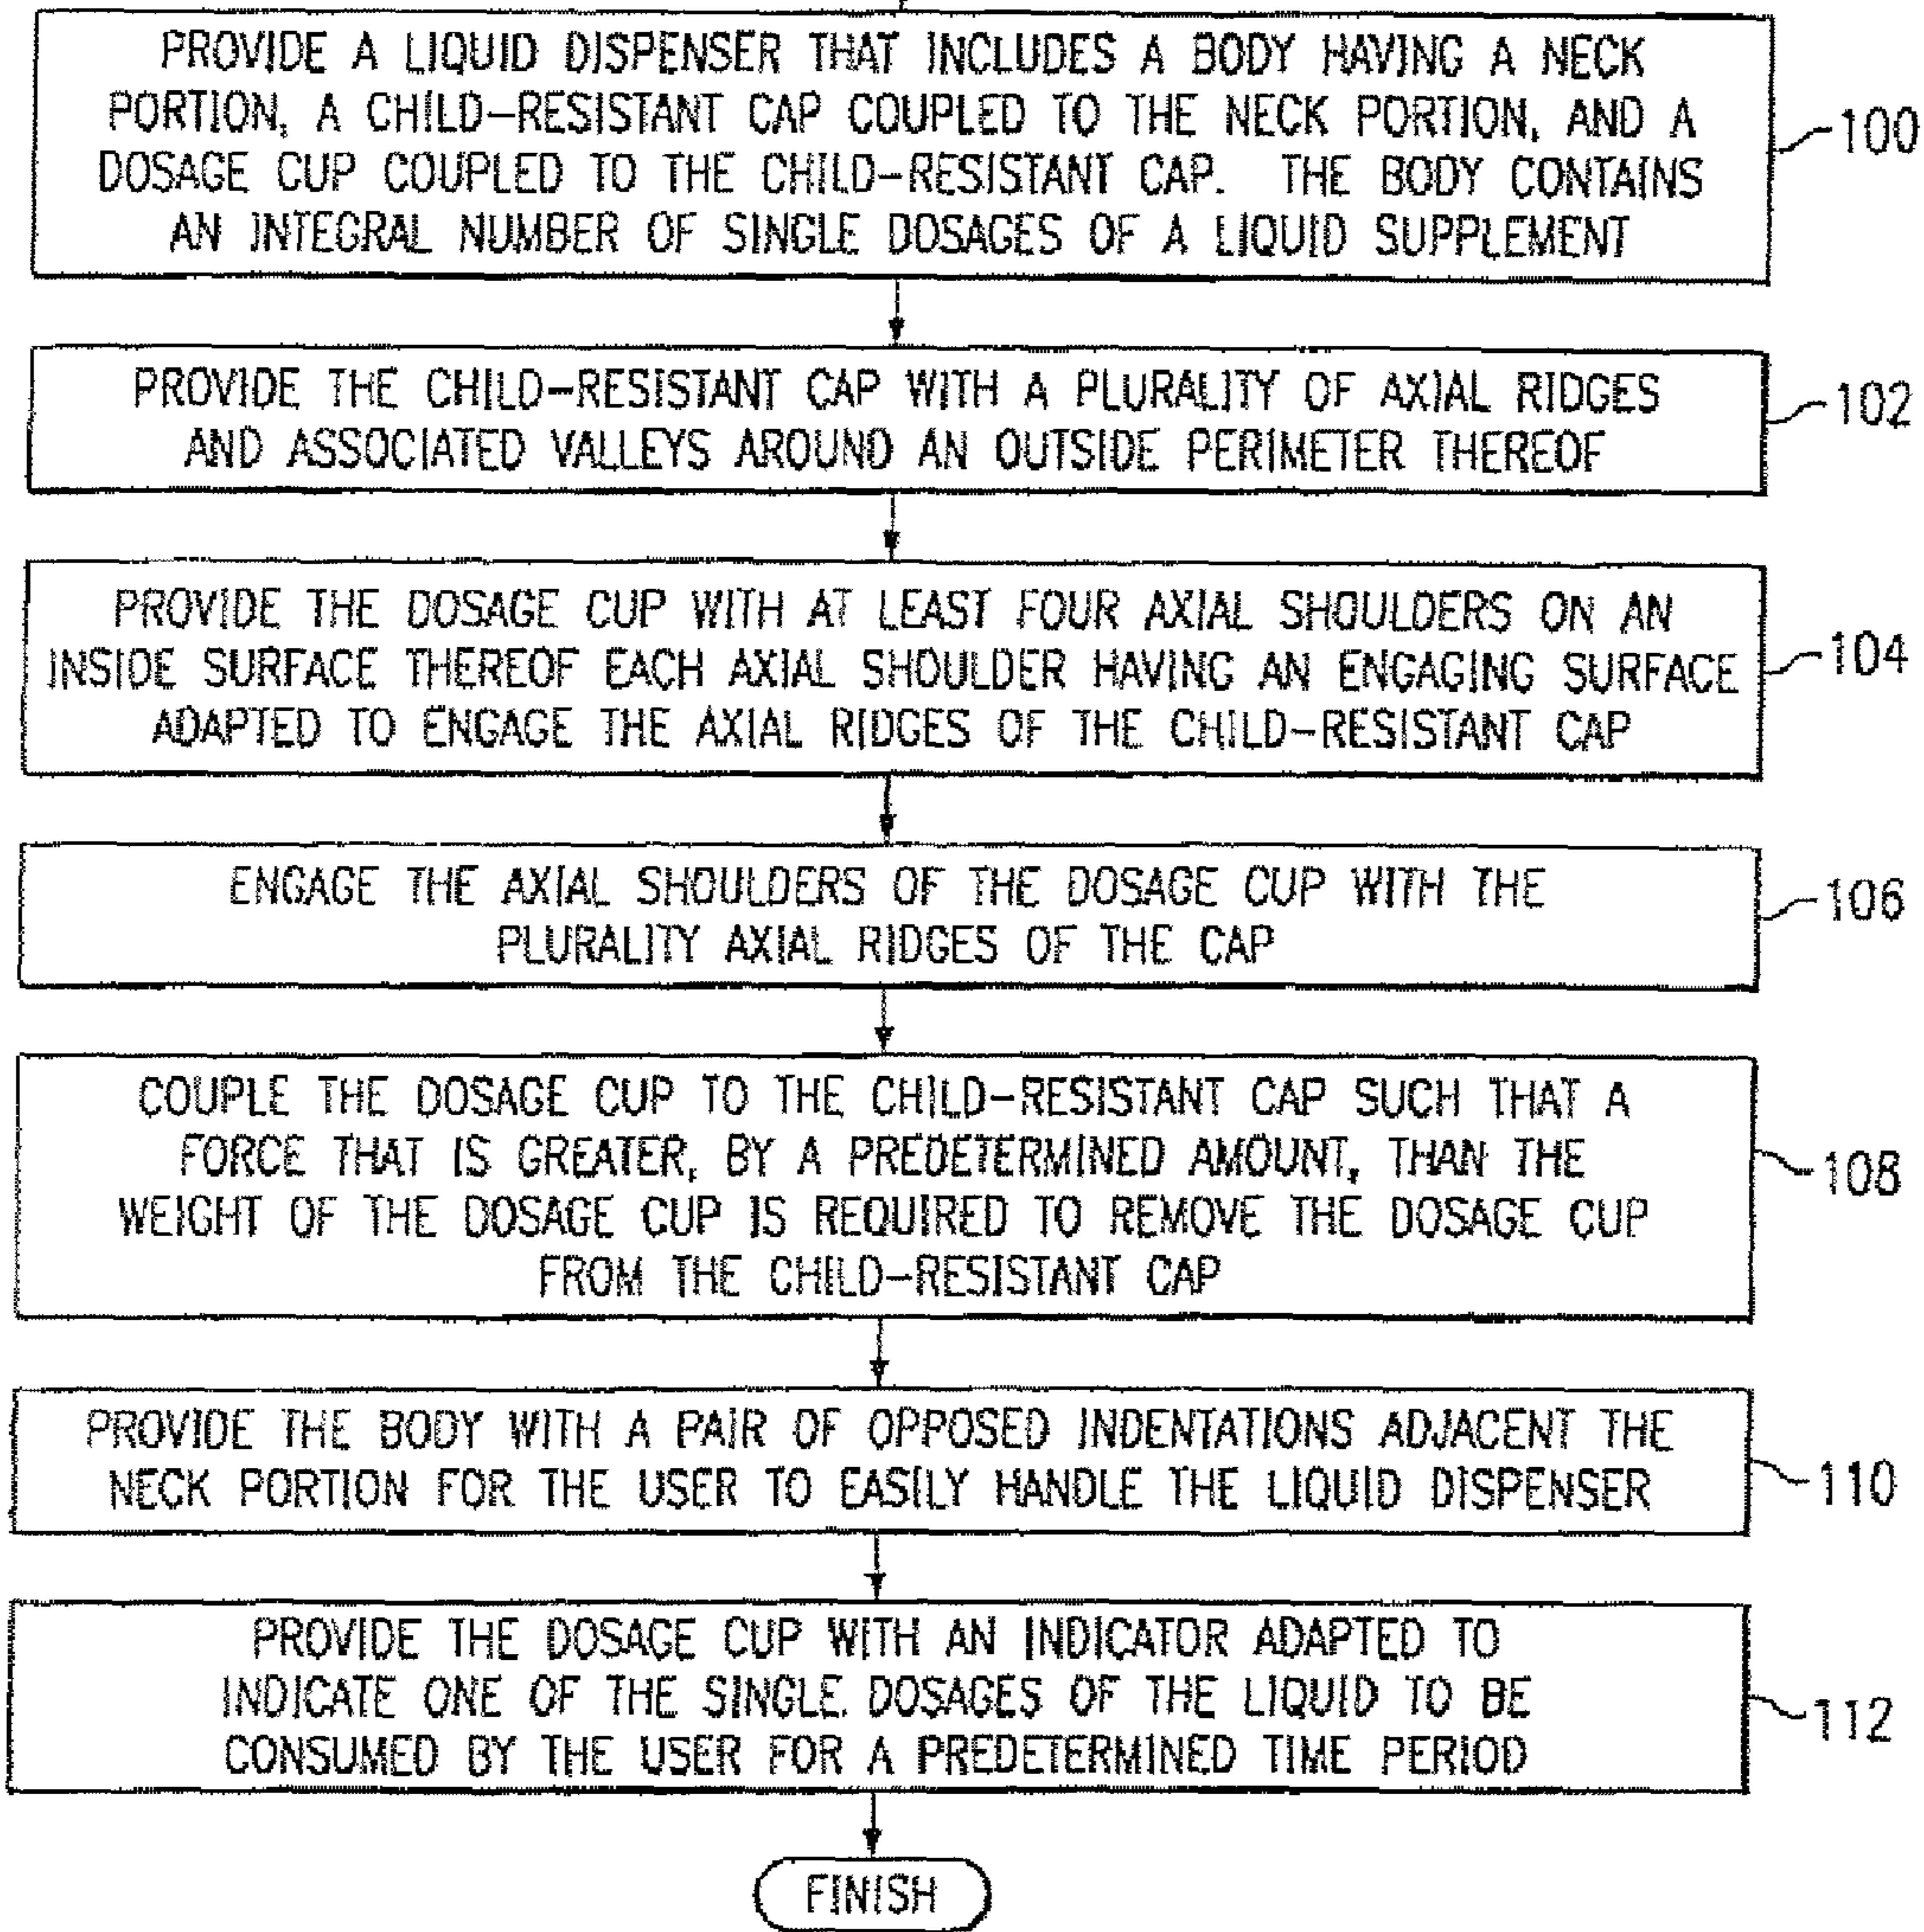 PROVIDE A LIQUID DISPENSER THAT INCLUDES A BODY HAVING A NECK
PORTION, A CHILD-RESISTANT CAP COUPLED TO THE NECK PORTION, AND A
DOSAGE CUP COUPLED TO THE CHILD-RESISTANT CAP. THE BODY CONTAINS
AN INTEGRAL NUMBER OF SINGLE DOSAGES OF A LIQUID SUPPLEMENT
100
PROVIDE THE CHILD-RESISTANT CAP WITH A PLURALITY OF AXIAL RIDGES
AND ASSOCIATED VALLEYS AROUND AN OUTSIDE PERIMETER THEREOF
102
PROVIDE THE DOSAGE CUP WITH AT LEAST FOUR AXIAL SHOULDERS ON AN
INSIDE SURFACE THEREOF EACH AXIAL SHOULDER HAVING AN ENGAGING SURFACE
ADAPTED TO ENGAGE THE AXIAL RIDGES OF THE CHILD-RESISTANT CAP
104
ENGAGE THE AXIAL SHOULDERS OF THE DOSAGE CUP WITH THE
PLURALITY AXIAL RIDGES OF THE CAP
106
COUPLE THE DOSAGE CUP TO THE CHILD-RESISTANT CAP SUCH THAT A
FORCE THAT IS GREATER, BY A PREDETERMINED AMOUNT, THAN THE
WEIGHT OF THE DOSAGE CUP IS REQUIRED TO REMOVE THE DOSAGE CUP
FROM THE CHILD-RESISTANT CAP
108
PROVIDE THE BODY WITH A PAIR OF OPPOSED INDENTATIONS ADJACENT THE
NECK PORTION FOR THE USER TO EASILY HANDLE THE LIQUID DISPENSER
110
PROVIDE THE DOSAGE CUP WITH AN INDICATOR ADAPTED TO
INDICATE ONE OF THE SINGLE. DOSAGES OF THE LIQUID TO BE
CONSUMED BY THE USER FOR A PREDETERMINED TIME PERIOD
112
FINISH